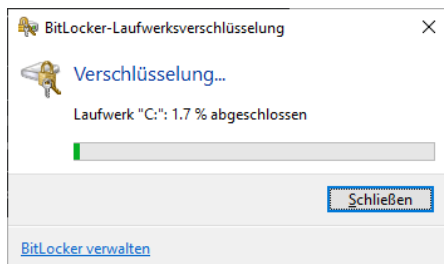 BitLocker-Laufwerksverschlüsselung
Verschlüsselung...
Laufwerk "C:": 1.7 % abgeschlossen
Schließen
BitLocker verwalten